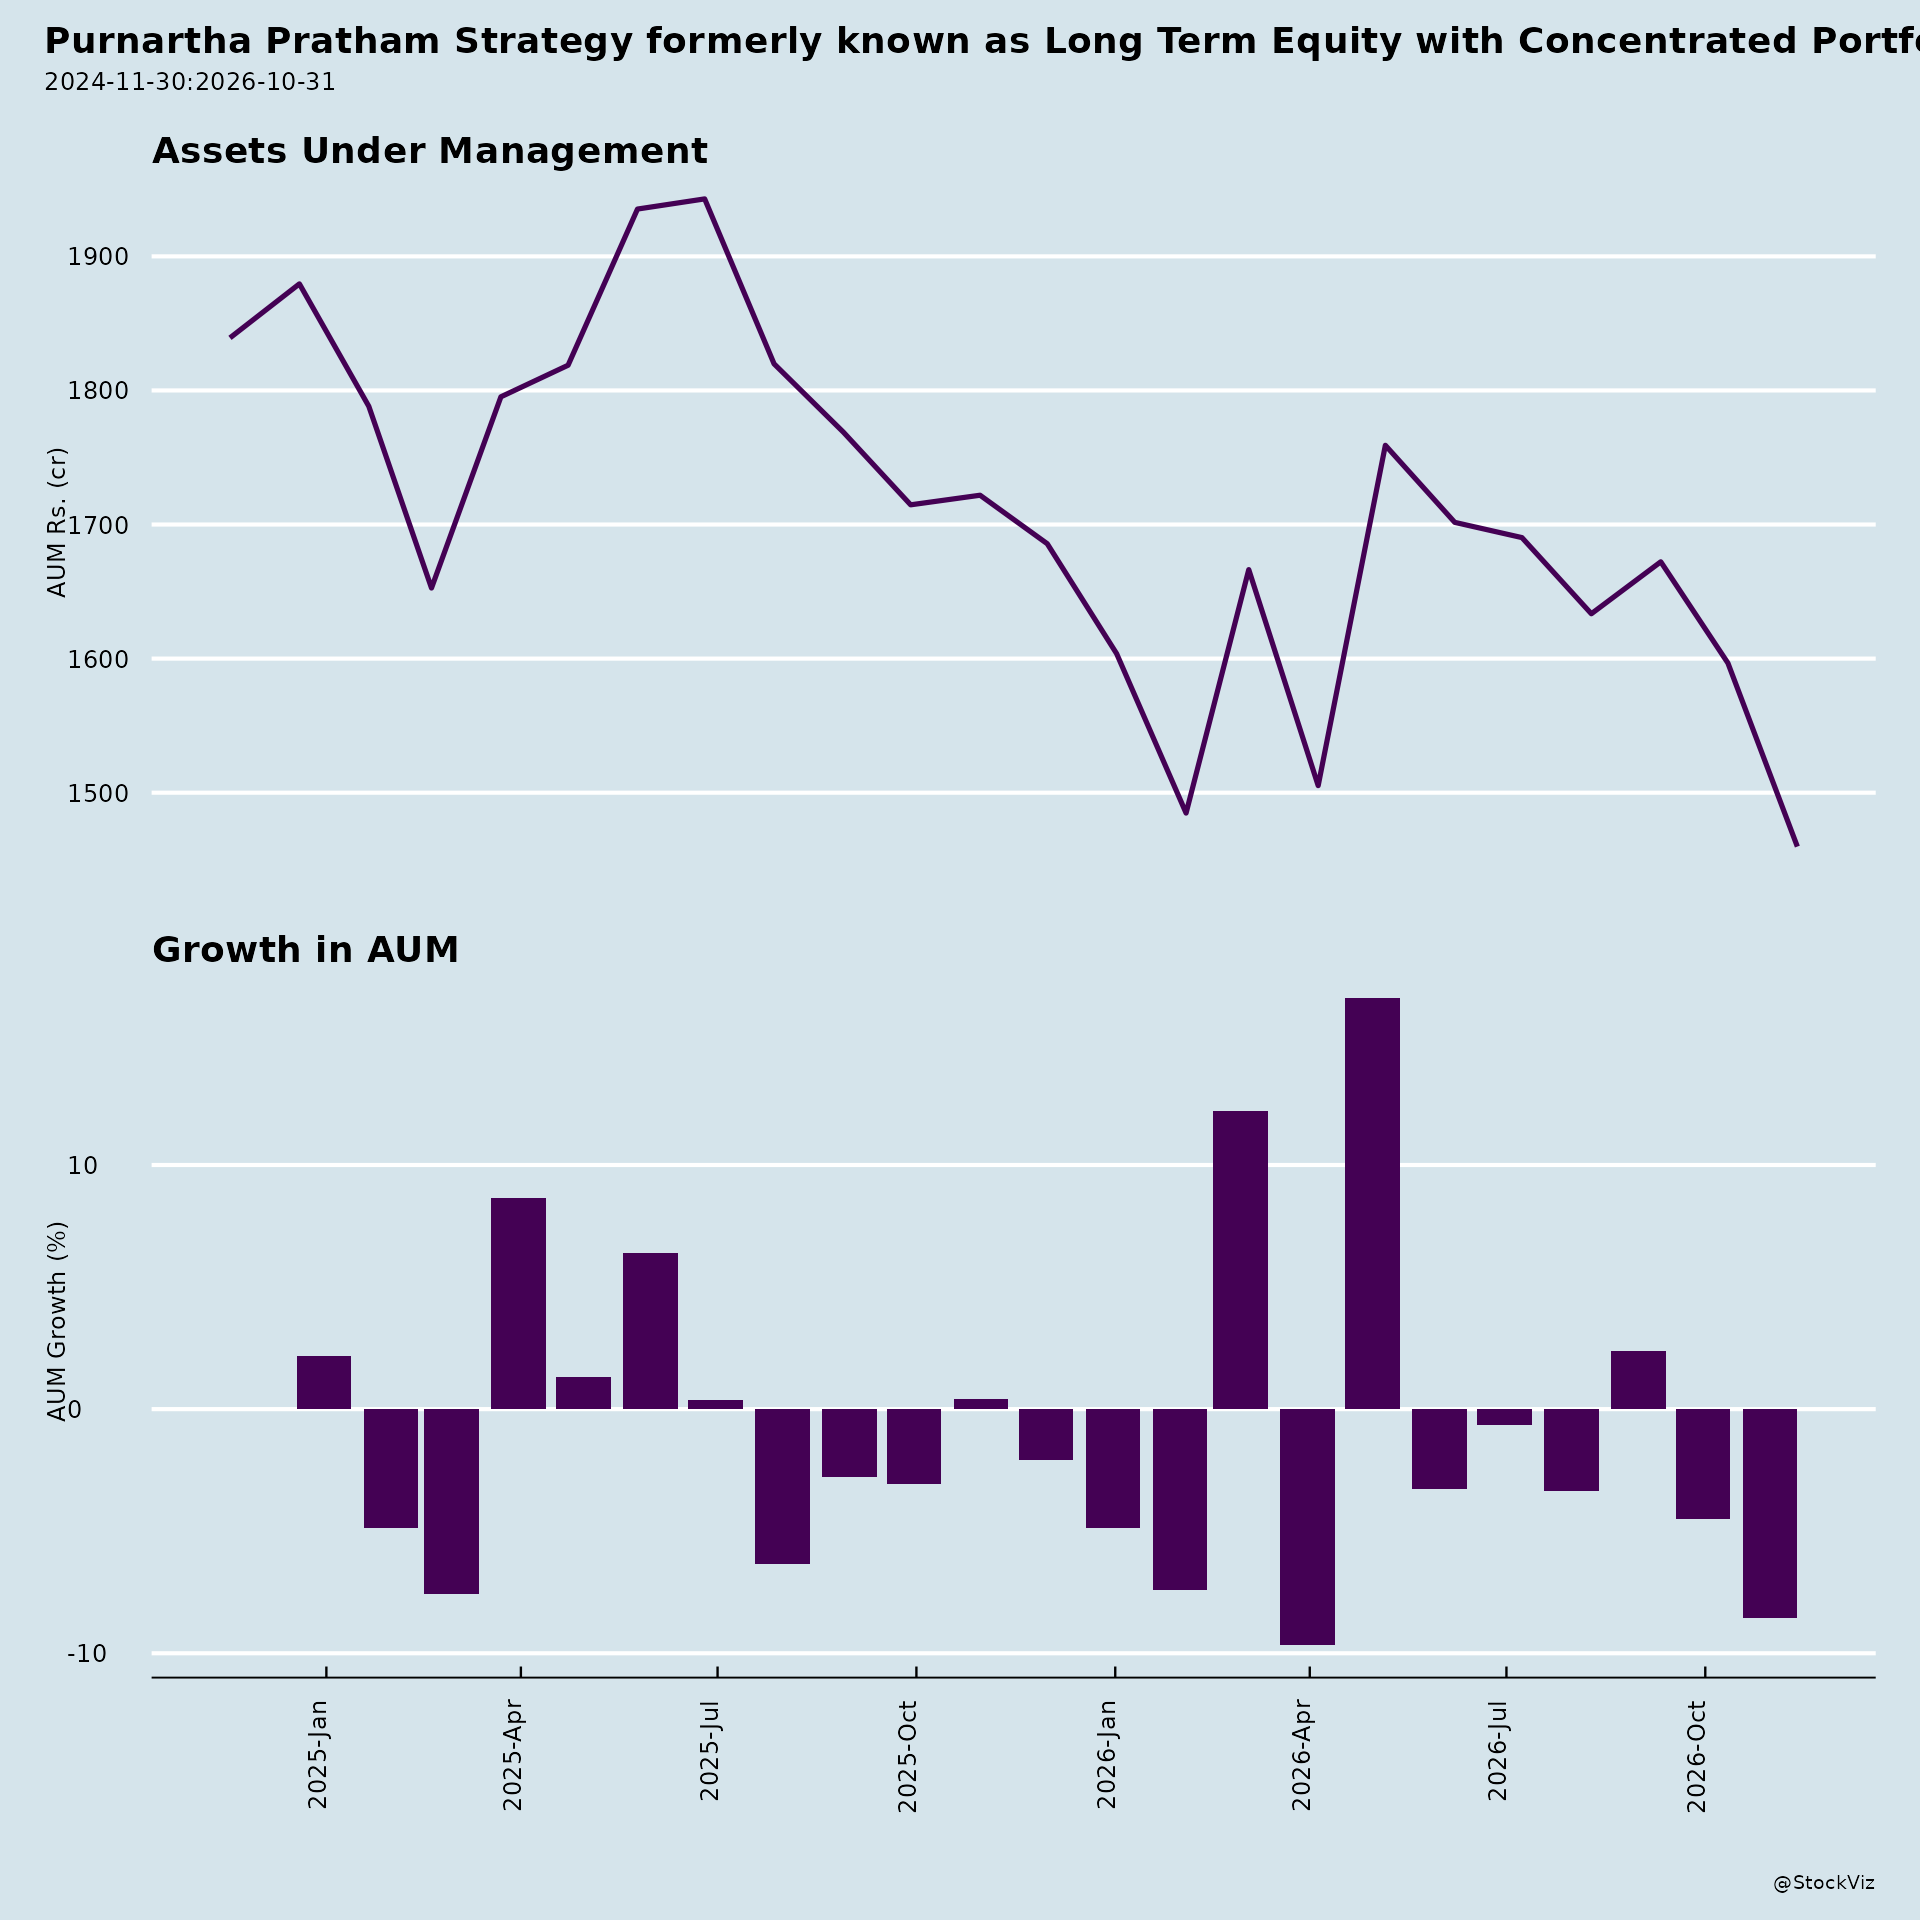 Purnartha Pratham Strategy formerly known as Long Term Equity with Concentrated
2024-11-30:2026-10-31
Assets Under Management
AUM Rs. (cr)
1900
1800
1700
1600
1500
Growth in AUM
AUM Growth (%)
10
0
-10
2025-Jan
2025-Apr
2025-Jul
2025-Oct
2026-Jan
2026-Apr
2026-Jul
2026-Oct
@StockViz